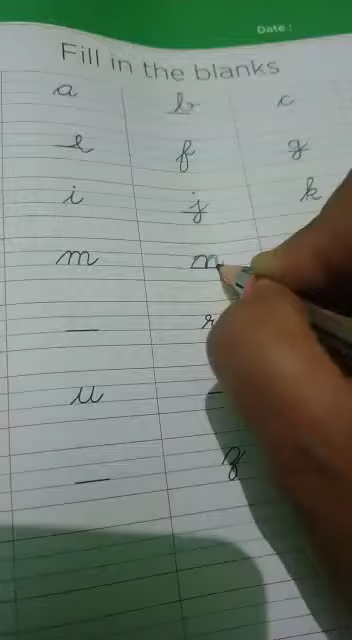 Date :
Fill in the blanks
a b c
e f g
i j k
m n
r
u
z